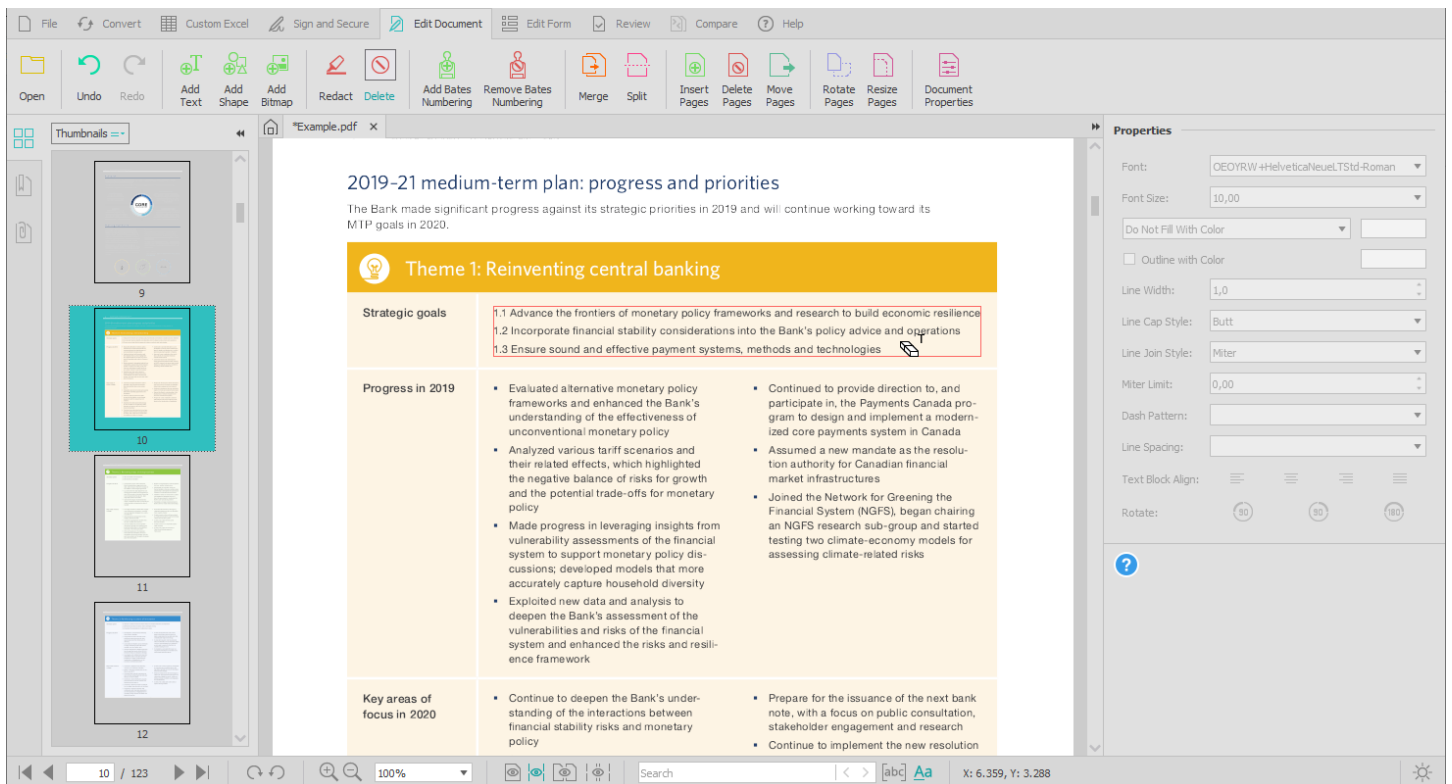 File Convert Custom Excel Sign and Secure Edit Document Edit Form Review Compare Help
Open Undo Redo Add Text Add Shape Add Bitmap Redact Delete Add Bates Numbering Remove Bates Numbering Merge Split Insert Pages Delete Pages Move Pages Rotate Pages Resize Pages Document Properties
Thumbnails
9
10
11
12
*Example.pdf
2019–21 medium-term plan: progress and priorities
The Bank made significant progress against its strategic priorities in 2019 and will continue working toward its
MTP goals in 2020.
Theme 1: Reinventing central banking
Strategic goals
1.1 Advance the frontiers of monetary policy frameworks and research to build economic resilience
1.2 Incorporate financial stability considerations into the Bank's policy advice and operations
1.3 Ensure sound and effective payment systems, methods and technologies
Progress in 2019
▪ Evaluated alternative monetary policy
frameworks and enhanced the Bank's
understanding of the effectiveness of
unconventional monetary policy
▪ Analyzed various tariff scenarios and
their related effects, which highlighted
the negative balance of risks for growth
and the potential trade-offs for monetary
policy
▪ Made progress in leveraging insights from
vulnerability assessments of the financial
system to support monetary policy dis-
cussions; developed models that more
accurately capture household diversity
▪ Exploited new data and analysis to
deepen the Bank's assessment of the
vulnerabilities and risks of the financial
system and enhanced the risks and resili-
ence framework
▪ Continued to provide direction to, and
participate in, the Payments Canada pro-
gram to design and implement a modern-
ized core payments system in Canada
▪ Assumed a new mandate as the resolu-
tion authority for Canadian financial
market infrastructures
▪ Joined the Network for Greening the
Financial System (NGFS), began chairing
an NGFS research sub-group and started
testing two climate-economy models for
assessing climate-related risks
Key areas of
focus in 2020
▪ Continue to deepen the Bank's under-
standing of the interactions between
financial stability risks and monetary
policy
▪ Prepare for the issuance of the next bank
note, with a focus on public consultation,
stakeholder engagement and research
▪ Continue to implement the new resolution
Properties
Font: OEOYRW+HelveticaNeueLTStd-Roman
Font Size: 10,00
Do Not Fill With Color
Outline with Color
Line Width: 1,0
Line Cap Style: Butt
Line Join Style: Miter
Miter Limit: 0,00
Dash Pattern:
Line Spacing:
Text Block Align:
Rotate: 90 90 180
?
10 / 123 100% Search [abc] Aa X: 6.359, Y: 3.288